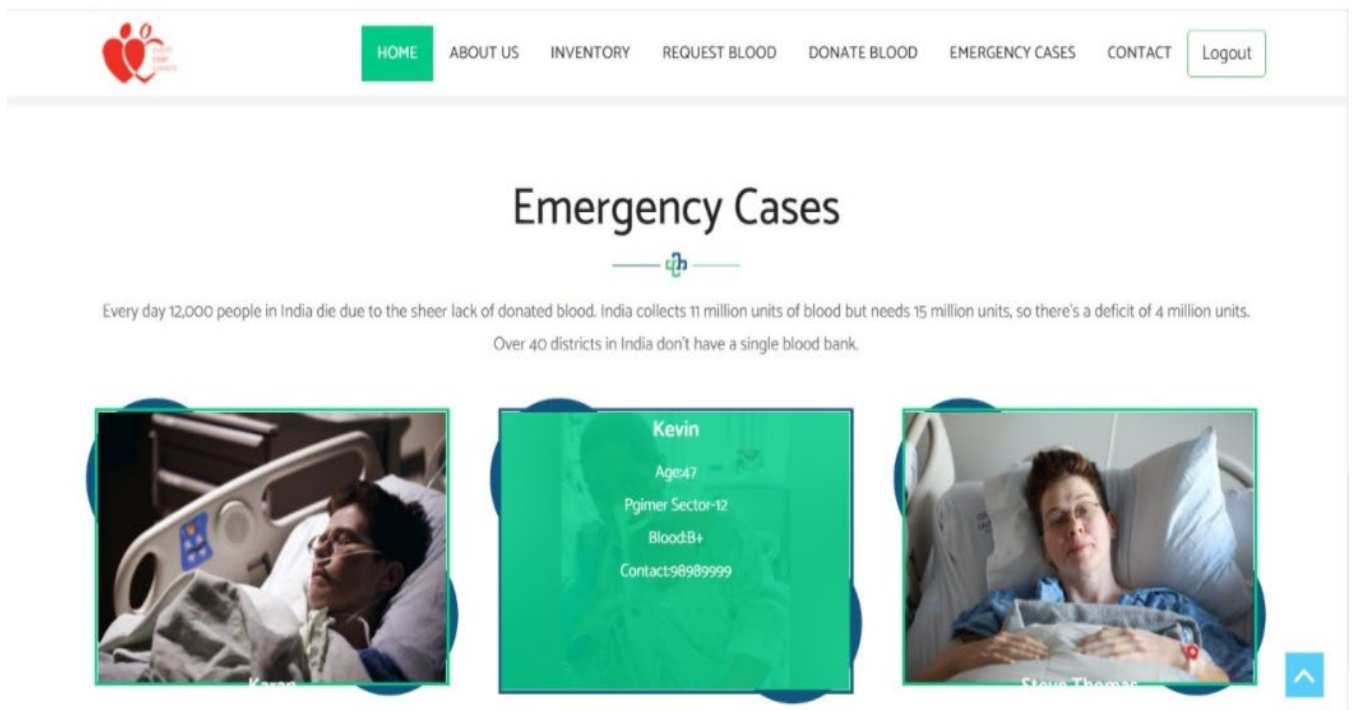 HOME ABOUT US INVENTORY REQUEST BLOOD DONATE BLOOD EMERGENCY CASES CONTACT Logout
Emergency Cases
Every day 12,000 people in India die due to the sheer lack of donated blood. India collects 11 million units of blood but needs 15 million units, so there's a deficit of 4 million units.
Over 40 districts in India don't have a single blood bank.
Kevin
Age:47
Pgimer Sector-12
Blood:B+
Contact:98989999
Karan
Steve Thomas